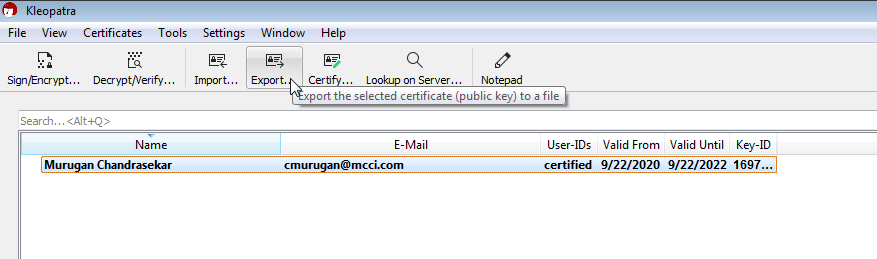 Kleopatra
File View Certificates Tools Settings Window Help
Sign/Encrypt... Decrypt/Verify... Import... Export... Certify... Lookup on Server... Notepad
Export the selected certificate (public key) to a file
Search...<Alt+Q>
Name E-Mail User-IDs Valid From Valid Until Key-ID
Murugan Chandrasekar cmurugan@mcci.com certified 9/22/2020 9/22/2022 1697...